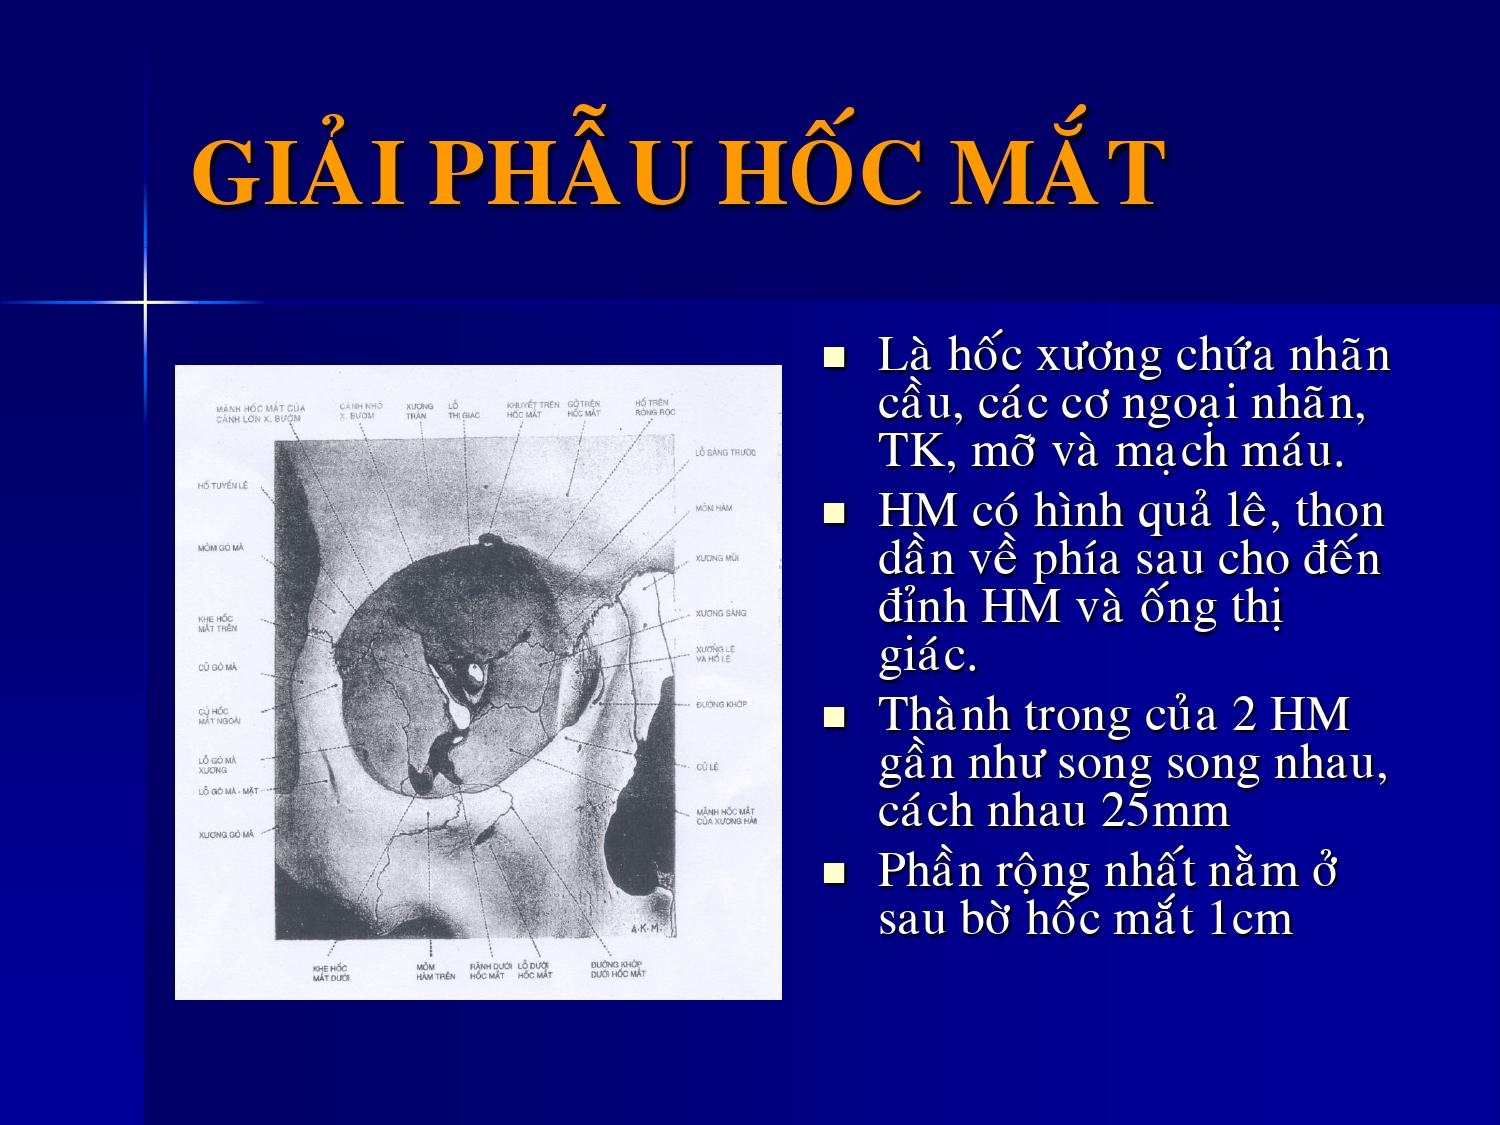 GIẢI PHẪU HỐC MẮT
Là hốc xương chứa nhãn
cầu, các cơ ngoại nhãn,
TK, mỡ và mạch máu.
HM có hình quả lê, thon
dần về phía sau cho đến
đỉnh HM và ống thị
giác.
Thành trong của 2 HM
gần như song song nhau,
cách nhau 25mm
Phần rộng nhất nằm ở
sau bờ hốc mắt 1cm
MẢNH HỐC MẮT CỦA
CÁNH LỚN X. BƯỚM
CÁNH NHỎ
X. BƯỚM
XƯƠNG
TRÁN
LỖ
THỊ GIÁC
KHUYẾT TRÊN
HỐC MẮT
GỜ TRÊN
HỐC MẮT
HỐ TRÊN
RÒNG RỌC
HỐ TUYẾN LỆ
MỎM GÒ MÁ
KHE HỐC
MẮT TRÊN
CỦ GÒ MÁ
CỦ HỐC
MẮT NGOÀI
LỖ GÒ MÁ
XƯƠNG
LỖ GÒ MÁ - MẶT
XƯƠNG GÒ MÁ
LỖ SÀNG TRƯỚC
MỎM HÀM
XƯƠNG MŨI
XƯƠNG SÀNG
XƯƠNG LỆ
VÀ HỐ LỆ
ĐƯỜNG KHỚP
CỦ LỆ
MẢNH HỐC MẮT
CỦA XƯƠNG HÀM
A.K.M.
KHE HỐC
MẮT DƯỚI
MỎM
HÀM TRÊN
RÃNH DƯỚI
HỐC MẮT
LỖ DƯỚI
HỐC MẮT
ĐƯỜNG KHỚP
DƯỚI HỐC MẮT